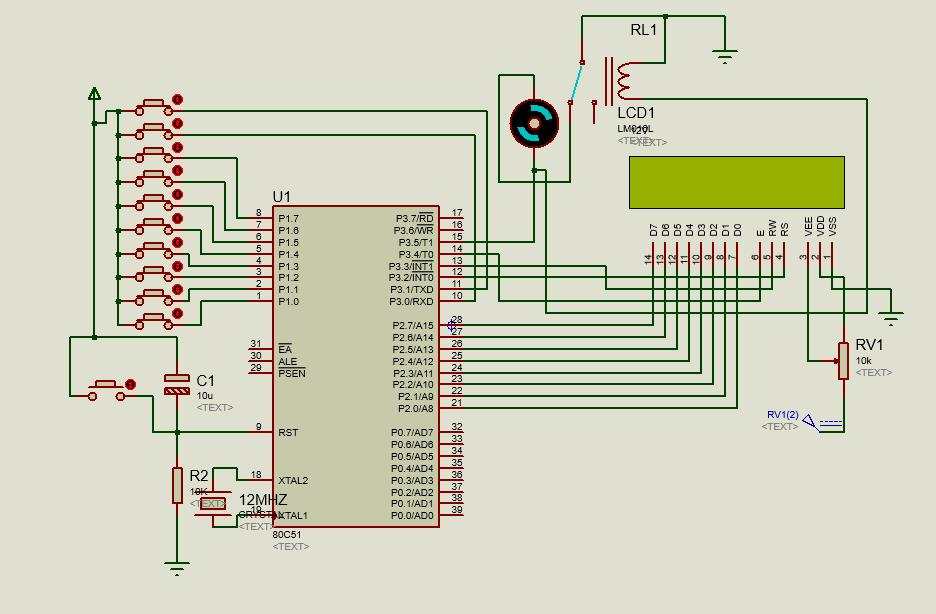 RL1
12V
<TEXT>
LCD1
LM016L
<TEXT>
U1
8 P1.7 P3.7/RD 17
7 P1.6 P3.6/WR 16
6 P1.5 P3.5/T1 15
5 P1.4 P3.4/T0 14
4 P1.3 P3.3/INT1 13
3 P1.2 P3.2/INT0 12
2 P1.1 P3.1/TXD 11
1 P1.0 P3.0/RXD 10
P2.7/A15 28
P2.6/A14 27
31 EA P2.5/A13 26
30 ALE P2.4/A12 25
29 PSEN P2.3/A11 24
P2.2/A10 23
P2.1/A9 22
P2.0/A8 21
9 RST P0.7/AD7 32
P0.6/AD6 33
P0.5/AD5 34
P0.4/AD4 35
18 XTAL2 P0.3/AD3 36
P0.2/AD2 37
P0.1/AD1 38
19 XTAL1 P0.0/AD0 39
80C51
<TEXT>
D7 D6 D5 D4 D3 D2 D1 D0 E RW RS VEE VDD VSS
14 13 12 11 10 9 8 7 6 5 4 3 2 1
RV1
10k
<TEXT>
RV1(2)
<TEXT>
C1
10u
<TEXT>
R2
10K
<TEXT>
12MHZ
CRYSTAL
<TEXT>